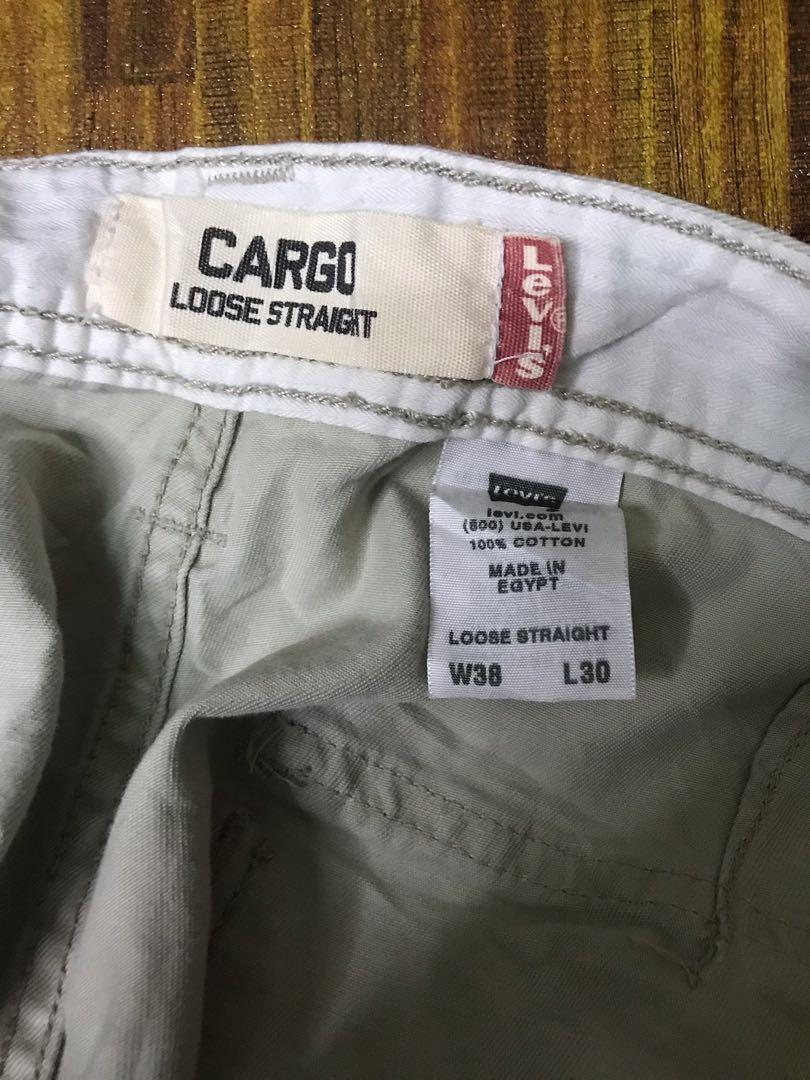 CARGO
LOOSE STRAIGHT
Levi's®
Levi's
levi.com
(800) USA-LEVI
100% COTTON
MADE IN
EGYPT
LOOSE STRAIGHT
W38 L30